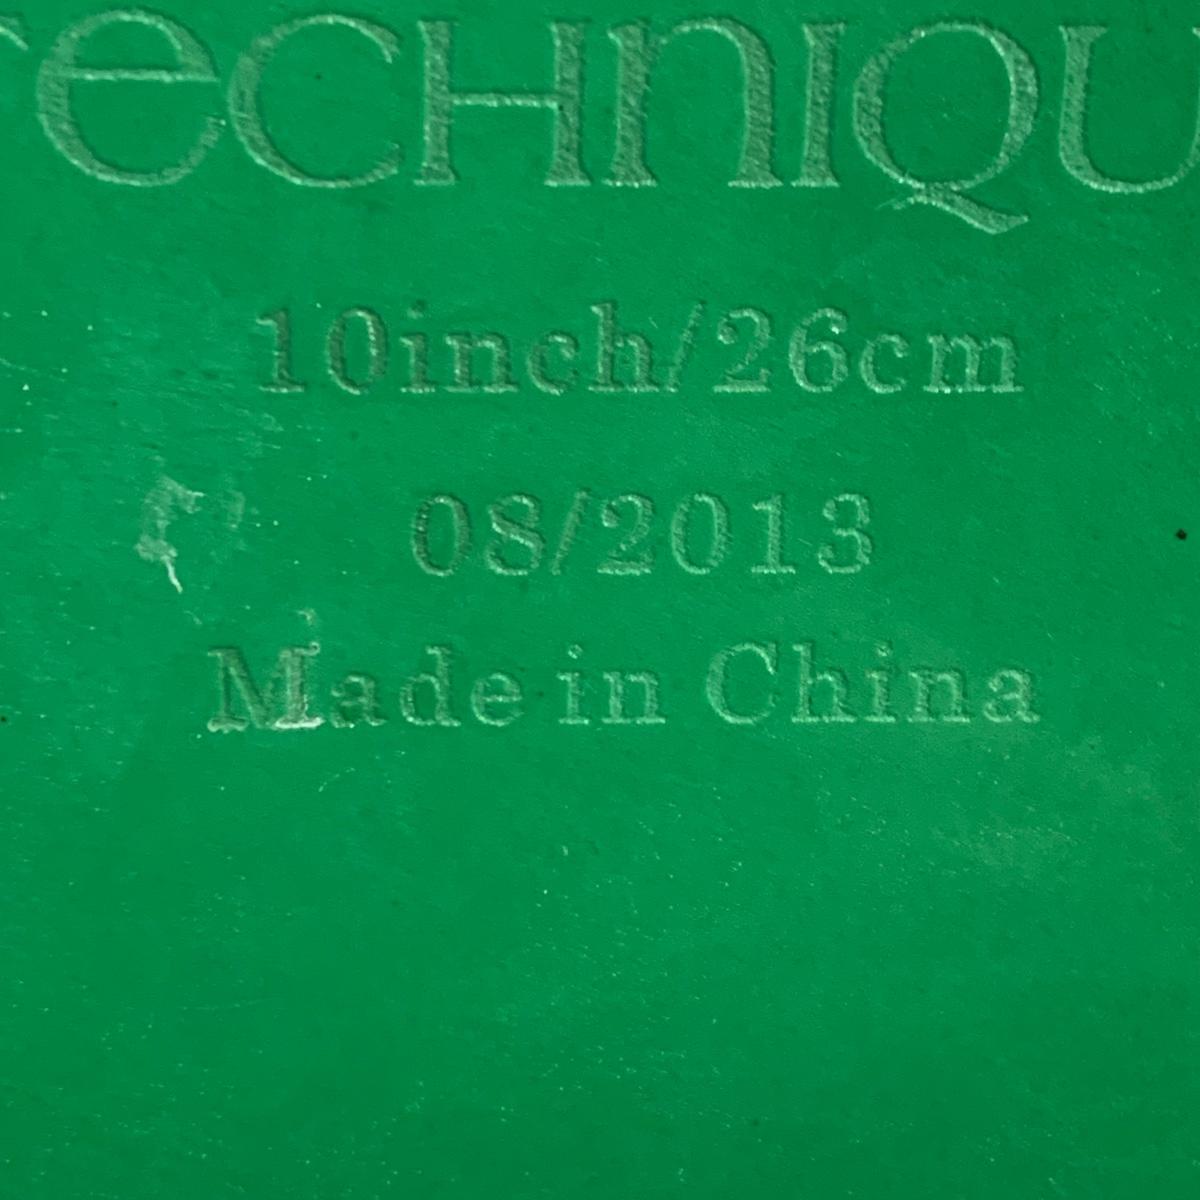 TECHNIQU
10inch/26cm
08/2013
Made in China